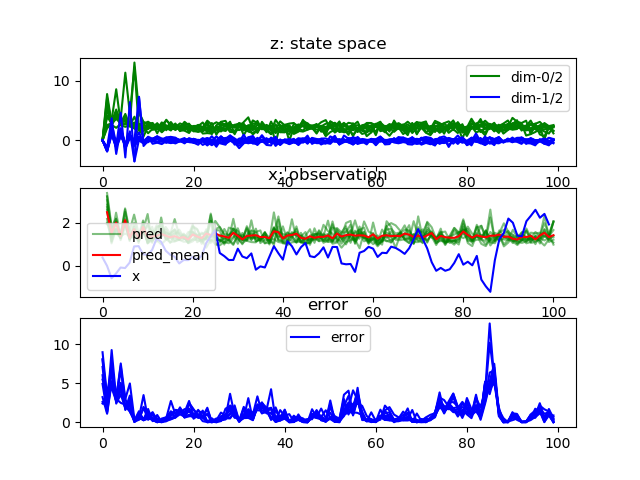 z: state space
10
0
dim-0/2
dim-1/2
0 20 40 60 80 100
x: observation
2
0
pred
pred_mean
x
0 20 40 60 80 100
error
10
5
0
error
0 20 40 60 80 100